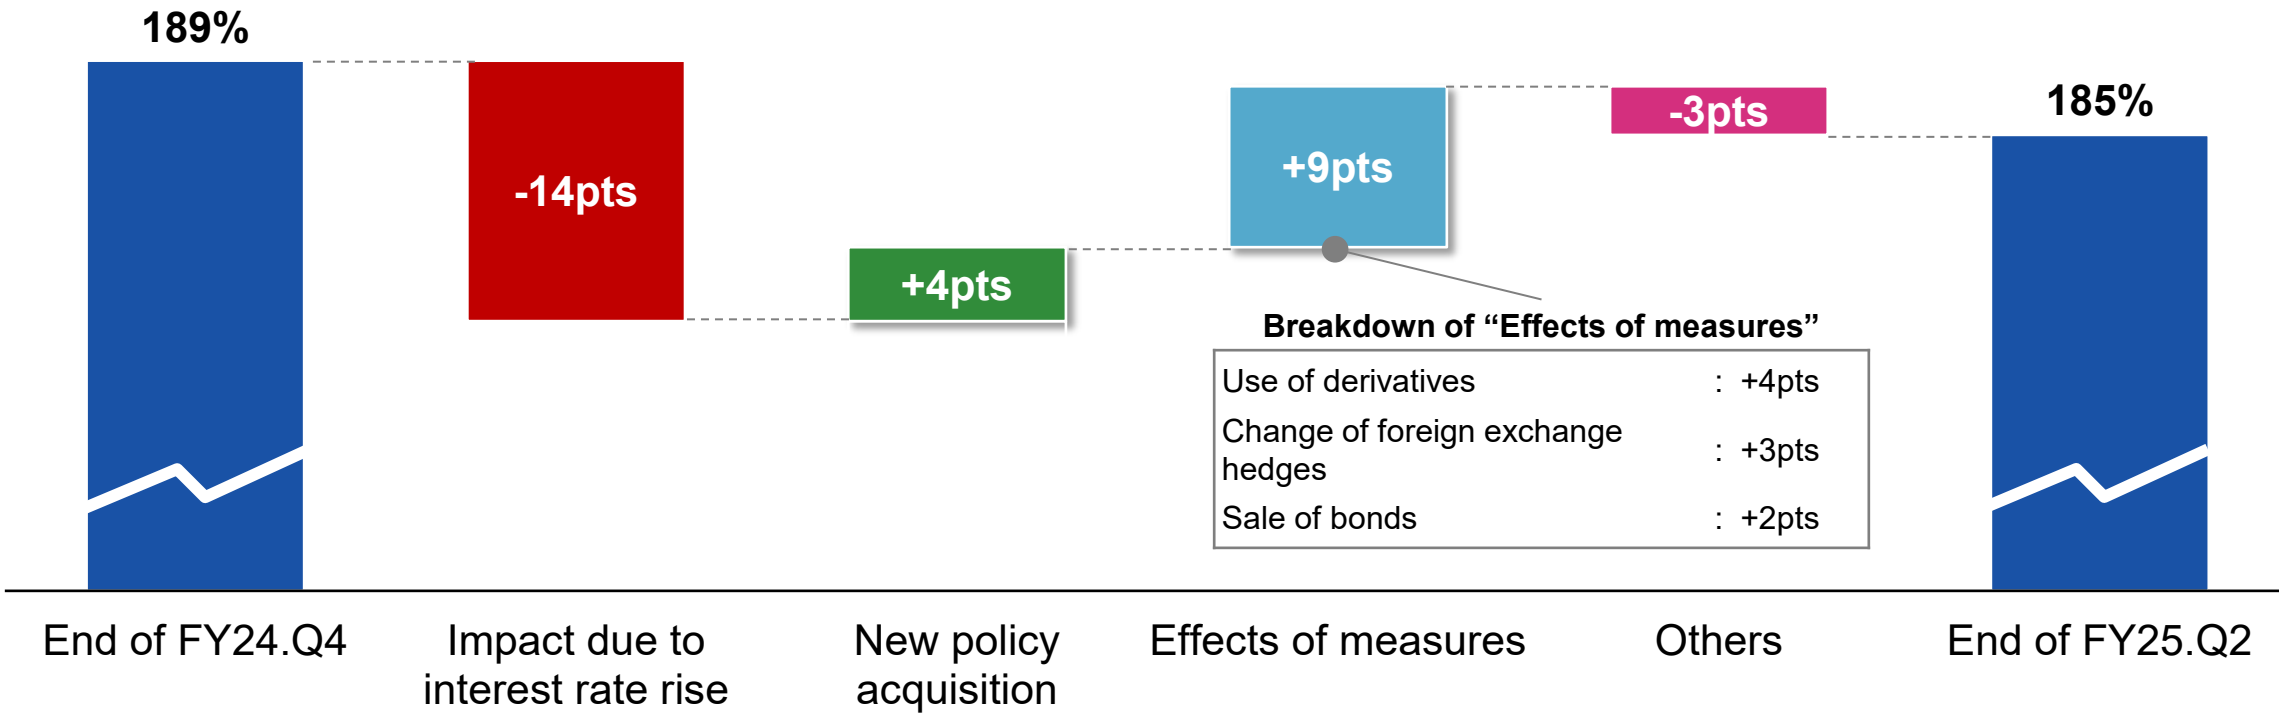 189%
-14pts
+4pts
+9pts
-3pts
185%
Breakdown of “Effects of measures”
Use of derivatives : +4pts
Change of foreign exchange
hedges : +3pts
Sale of bonds : +2pts
End of FY24.Q4
Impact due to
interest rate rise
New policy
acquisition
Effects of measures
Others
End of FY25.Q2